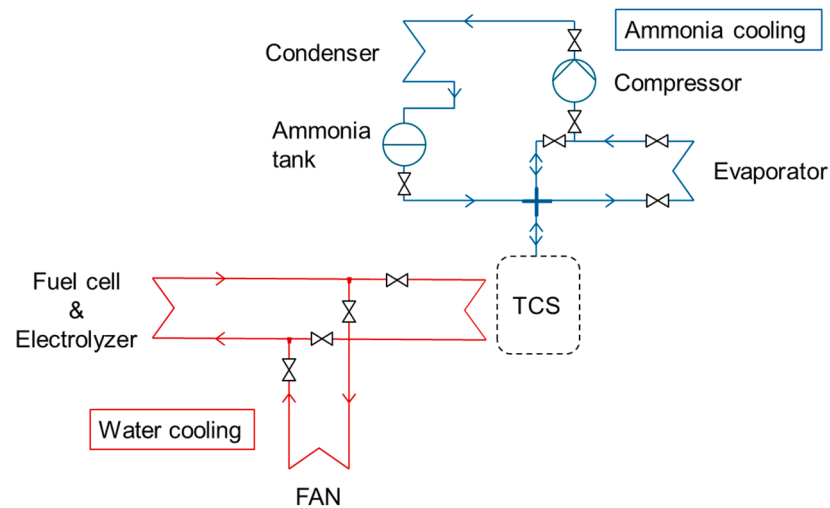 Ammonia cooling
Condenser
Compressor
Ammonia
tank
Evaporator
Fuel cell
&
Electrolyzer
TCS
Water cooling
FAN